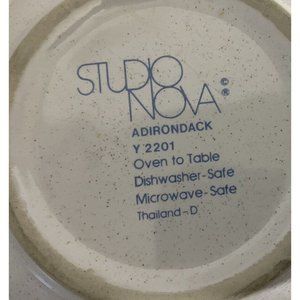 STUDIO
NOVA ©®
ADIRONDACK
Y 2201
Oven to Table
Dishwasher-Safe
Microwave-Safe
Thailand-D